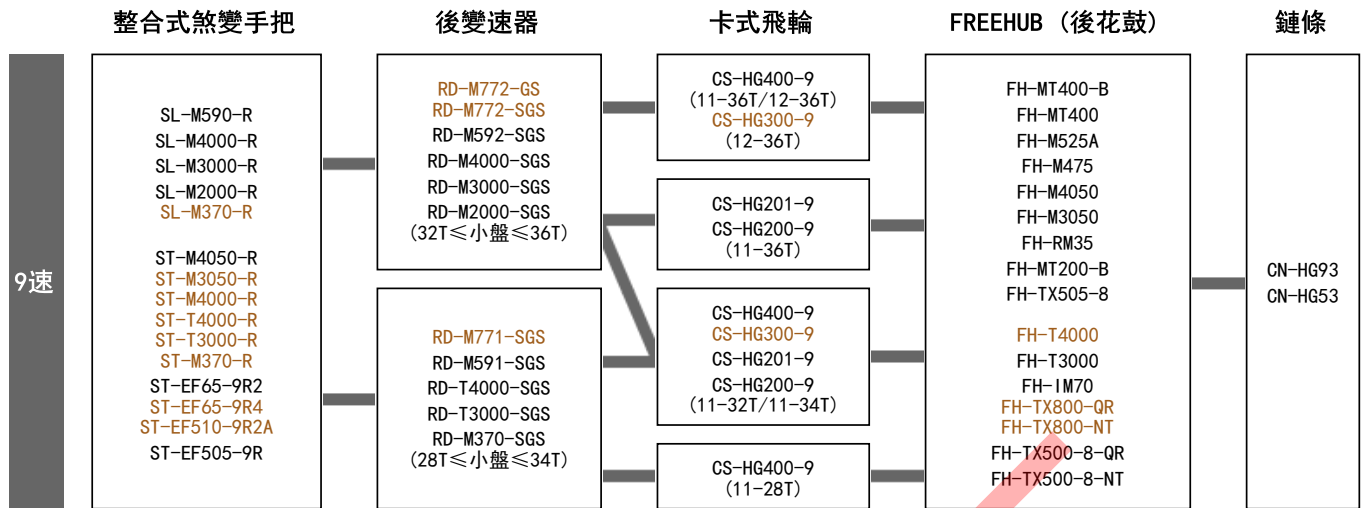 整合式煞變手把
後變速器
卡式飛輪
FREEHUB (後花鼓)
鏈條
9速
SL-M590-R
SL-M4000-R
SL-M3000-R
SL-M2000-R
SL-M370-R
ST-M4050-R
ST-M3050-R
ST-M4000-R
ST-T4000-R
ST-T3000-R
ST-M370-R
ST-EF65-9R2
ST-EF65-9R4
ST-EF510-9R2A
ST-EF505-9R
RD-M772-GS
RD-M772-SGS
RD-M592-SGS
RD-M4000-SGS
RD-M3000-SGS
RD-M2000-SGS
(32T≤小盤≤36T)
RD-M771-SGS
RD-M591-SGS
RD-T4000-SGS
RD-T3000-SGS
RD-M370-SGS
(28T≤小盤≤34T)
CS-HG400-9
(11-36T/12-36T)
CS-HG300-9
(12-36T)
CS-HG201-9
CS-HG200-9
(11-36T)
CS-HG400-9
CS-HG300-9
CS-HG201-9
CS-HG200-9
(11-32T/11-34T)
CS-HG400-9
(11-28T)
FH-MT400-B
FH-MT400
FH-M525A
FH-M475
FH-M4050
FH-M3050
FH-RM35
FH-MT200-B
FH-TX505-8
FH-T4000
FH-T3000
FH-IM70
FH-TX800-QR
FH-TX800-NT
FH-TX500-8-QR
FH-TX500-8-NT
CN-HG93
CN-HG53